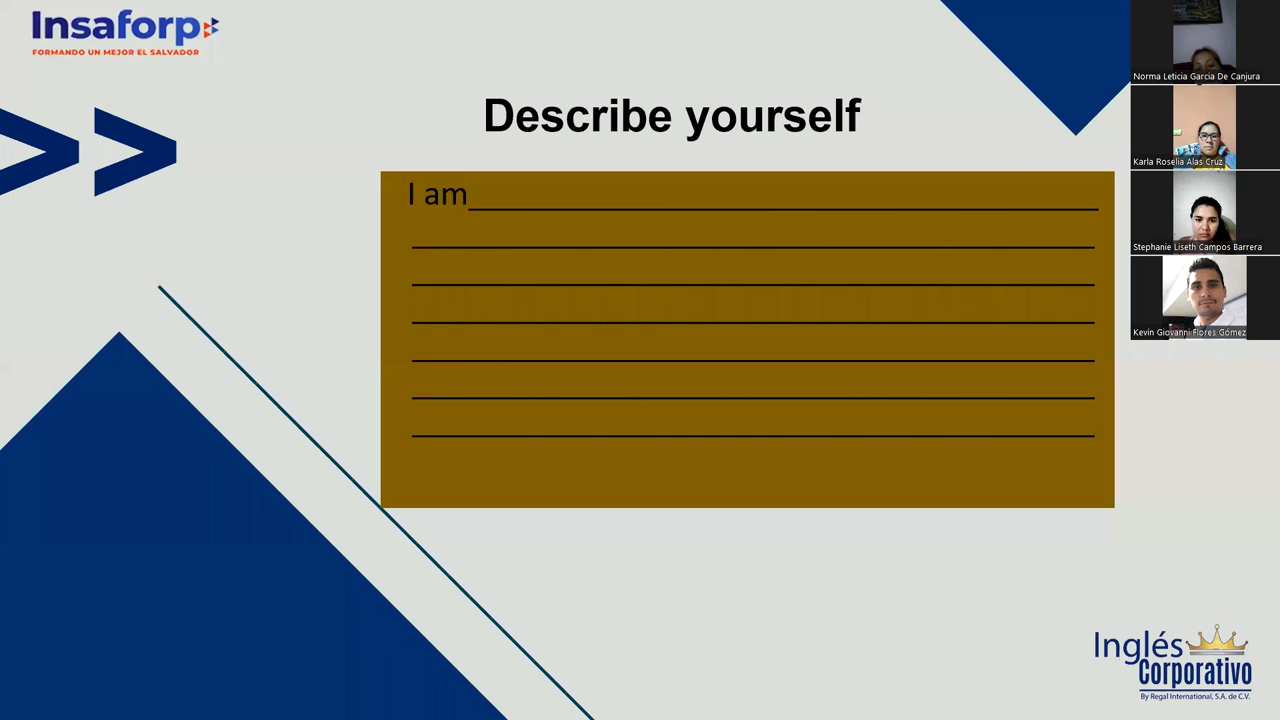 Insaforp
FORMANDO UN MEJOR EL SALVADOR
Describe yourself
I am
Norma Leticia Garcia De Canjura
Karla Roselia Alas Cruz
Stephanie Liseth Campos Barrera
Kevin Giovanni Flores Gómez
Inglés
Corporativo
By Regal International, S.A. de C.V.